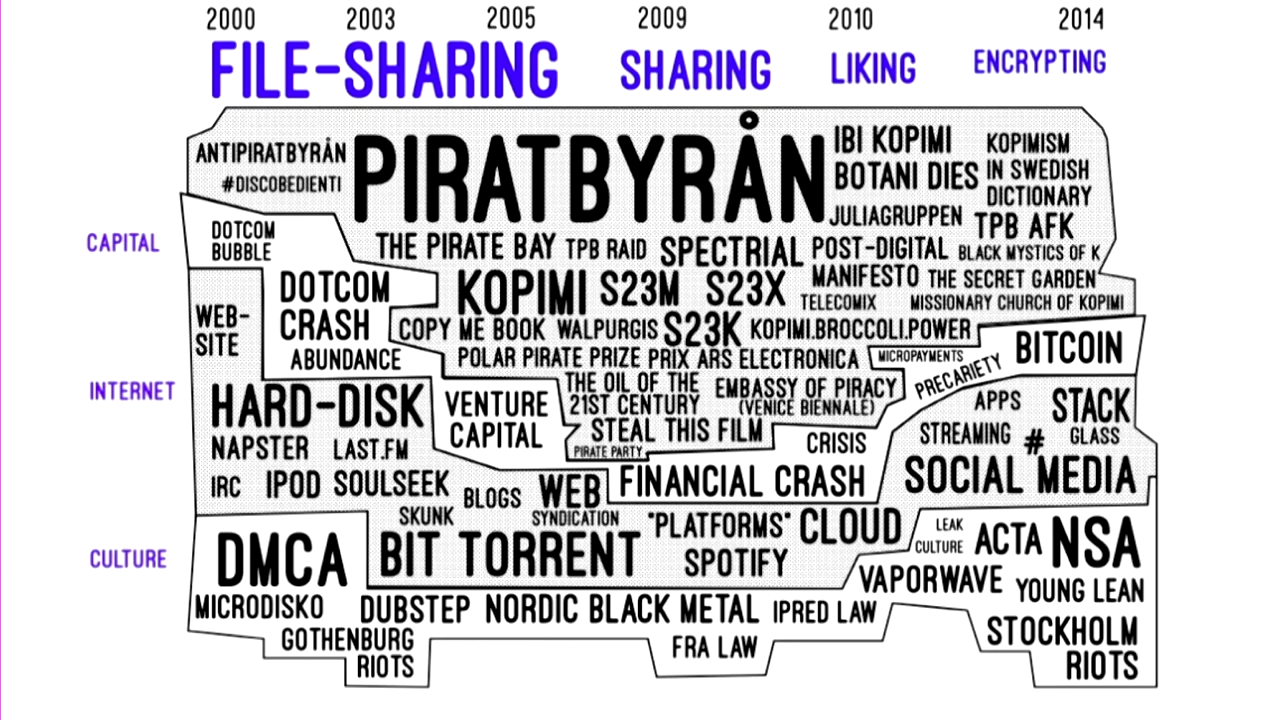 2000 2003 2005 2009 2010 2014
FILE-SHARING SHARING LIKING ENCRYPTING
ANTIPIRATBYRÅN
#DISCOBEDIENTI
PIRATBYRÅN
IBI KOPIMI
BOTANI DIES
KOPIMISM
IN SWEDISH
DICTIONARY
JULIAGRUPPEN
TPB AFK
CAPITAL
DOTCOM
BUBBLE
THE PIRATE BAY TPB RAID SPECTRIAL POST-DIGITAL
MANIFESTO
BLACK MYSTICS OF K
THE SECRET GARDEN
DOTCOM
CRASH
ABUNDANCE
KOPIMI S23M S23X TELECOMIX MISSIONARY CHURCH OF KOPIMI
COPY ME BOOK WALPURGIS S23K KOPIMI.BROCCOLI.POWER
POLAR PIRATE PRIZE PRIX ARS ELECTRONICA
MICROPAYMENTS
PRECARIETY
BITCOIN
WEB-
SITE
INTERNET
HARD-DISK
NAPSTER LAST.FM
VENTURE
CAPITAL
THE OIL OF THE
21ST CENTURY
EMBASSY OF PIRACY
(VENICE BIENNALE)
STEAL THIS FILM
PIRATE PARTY
CRISIS
FINANCIAL CRASH
APPS STACK
STREAMING # GLASS
SOCIAL MEDIA
IRC IPOD SOULSEEK BLOGS WEB
SYNDICATION
SKUNK
BIT TORRENT
"PLATFORMS" CLOUD
SPOTIFY
CULTURE
DMCA
MICRODISKO
LEAK
CULTURE
ACTA NSA
VAPORWAVE YOUNG LEAN
DUBSTEP NORDIC BLACK METAL IPRED LAW
GOTHENBURG
RIOTS
FRA LAW
STOCKHOLM
RIOTS